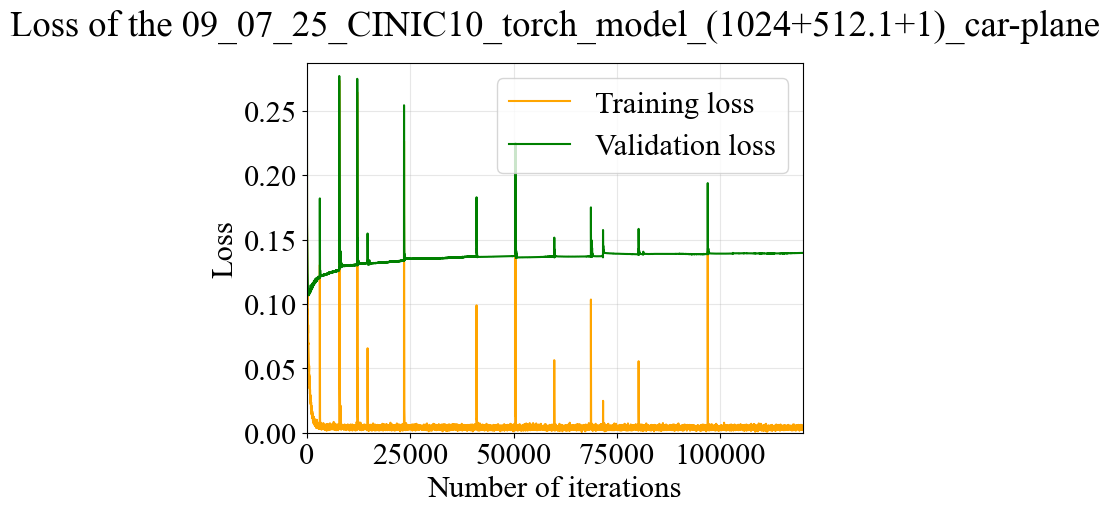 Loss of the 09_07_25_CINIC10_torch_model_(1024+512.1+1)_car-plane
Training loss
Validation loss
Loss
0.25
0.20
0.15
0.10
0.05
0.00
0 25000 50000 75000 100000
Number of iterations